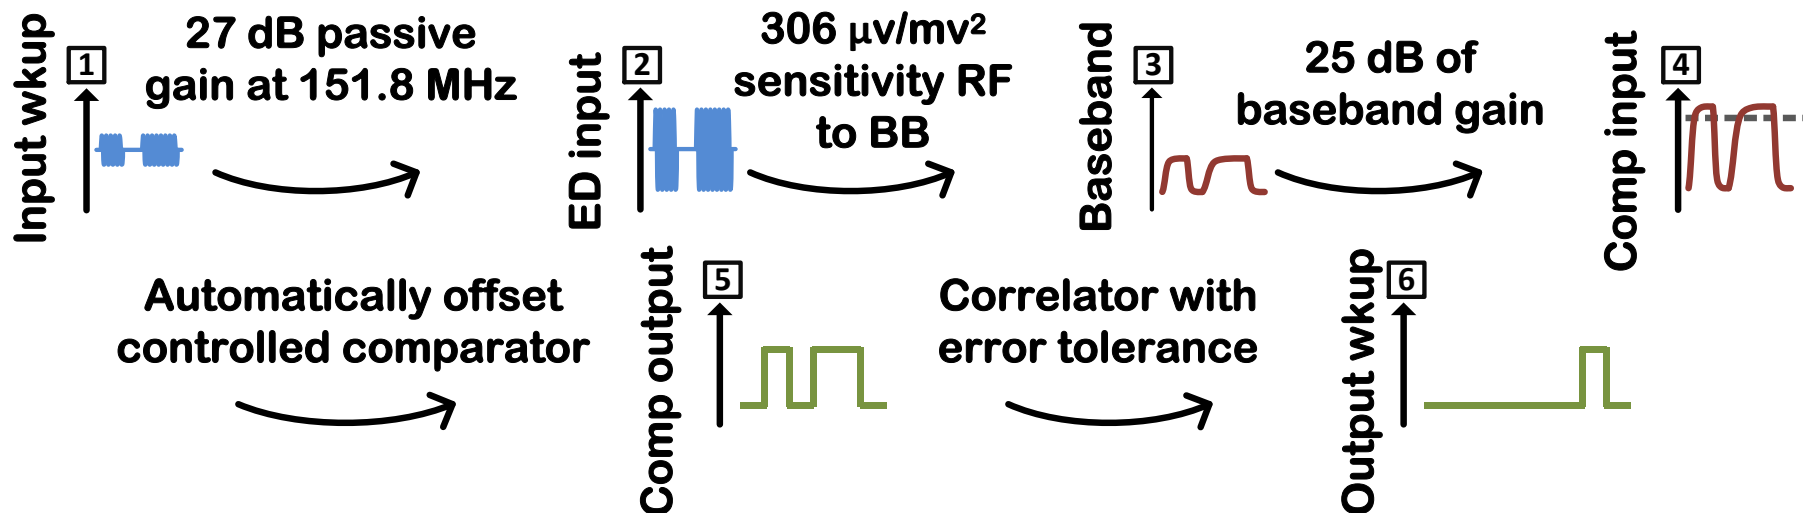 Input wkup
1
27 dB passive
gain at 151.8 MHz
ED input
2
306 µv/mv²
sensitivity RF
to BB
Baseband
3
25 dB of
baseband gain
Comp input
4
Automatically offset
controlled comparator
Comp output
5
Correlator with
error tolerance
Output wkup
6